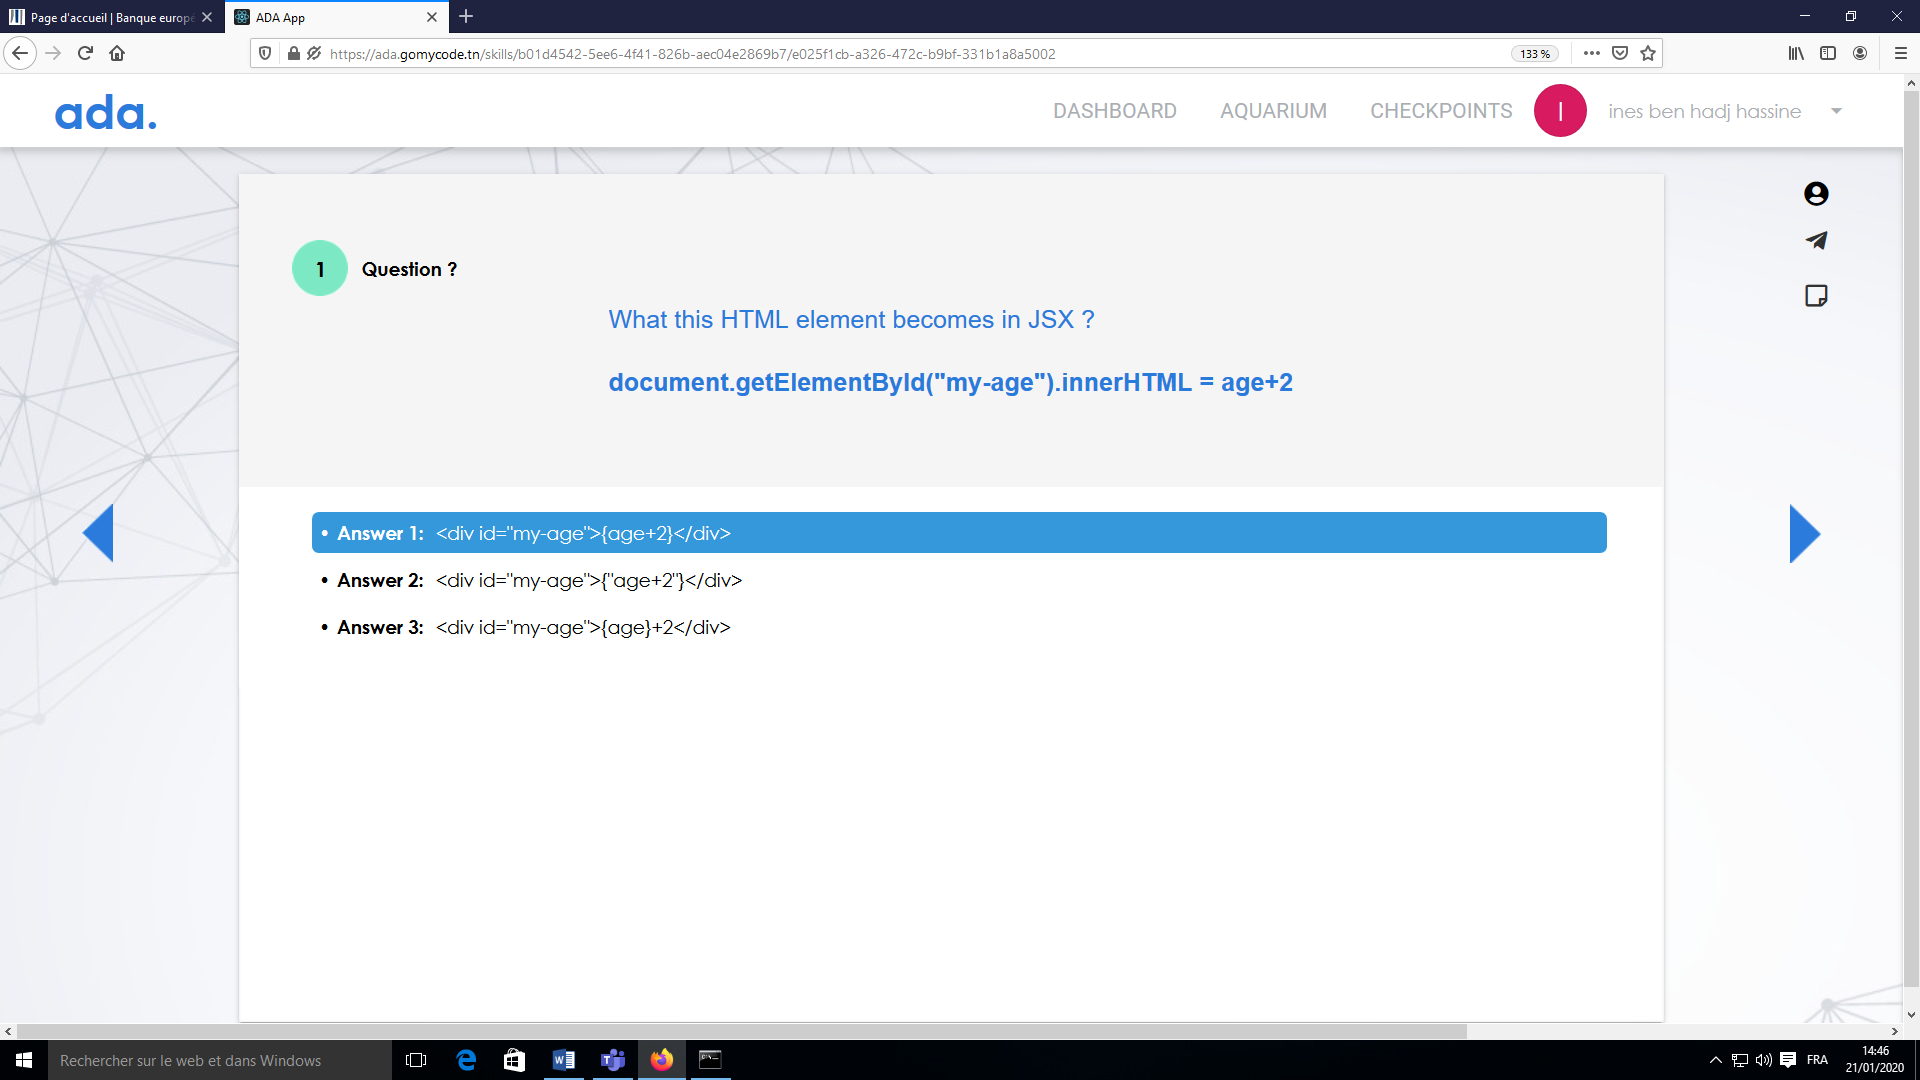 Page d'accueil | Banque europé
ADA App
https://ada.gomycode.tn/skills/b01d4542-5ee6-4f41-826b-aec04e2869b7/e025f1cb-a326-472c-b9bf-331b1a8a5002
133 %
ada.
DASHBOARD
AQUARIUM
CHECKPOINTS
I
ines ben hadj hassine
1
Question ?
What this HTML element becomes in JSX ?
document.getElementById("my-age").innerHTML = age+2
• Answer 1: <div id="my-age">{age+2}</div>
• Answer 2: <div id="my-age">{"age+2"}</div>
• Answer 3: <div id="my-age">{age}+2</div>
Rechercher sur le web et dans Windows
FRA
14:46
21/01/2020